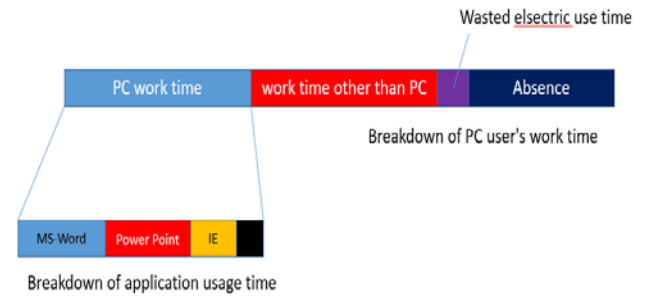 Wasted elsectric use time
PC work time
work time other than PC
Absence
Breakdown of PC user's work time
MS-Word
Power Point
IE
Breakdown of application usage time